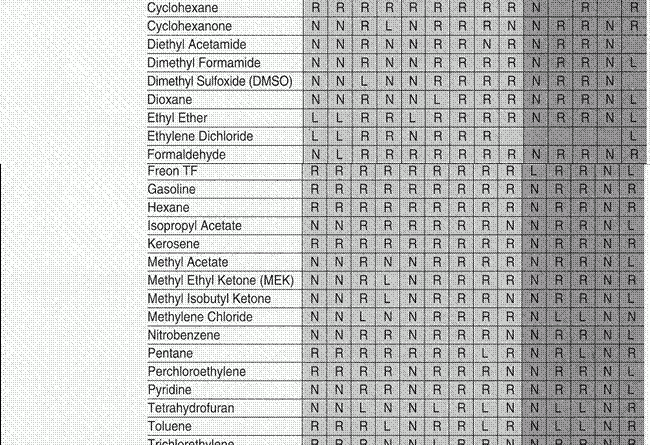 Cyclohexane R R R R R R R R R N R R
Cyclohexanone N N R L N R R R R N R R N R
Diethyl Acetamide N N R N N R R N R N R R N
Dimethyl Formamide N N R N N R R R R N R R N L
Dimethyl Sulfoxide (DMSO) N N L N N R R R R N R R N
Dioxane N N R N N L R R R N R R N L
Ethyl Ether L L R R L R R R R N R R N L
Ethylene Dichloride L L R R N R R R L
Formaldehyde N L R R R R R R R N R R N R
Freon TF R R R R R R R R R L R R N L
Gasoline R R R R R R R R R N R R N R
Hexane R R R R R R R R R N R R N R
Isopropyl Acetate N N R R N R R R N N R R N L
Kerosene R R R R R R R R R N R R N R
Methyl Acetate N N R N N R R R R N R R N L
Methyl Ethyl Ketone (MEK) N N R L N R R R R N R R N R
Methyl Isobutyl Ketone N N R L N R R R R N R R N L
Methylene Chloride N N L N N R R R R N L L N N
Nitrobenzene N N R R N R R R N N R R N L
Pentane R R R R R R R L R N R L N R
Perchloroethylene R R R R N R R R R N R R N L
Pyridine N N R R R R R R R N R R N R
Tetrahydrofuran N N L N N L R L N N L L N R
Toluene R R R L N R R L R N L L N R
Trichlorethylene